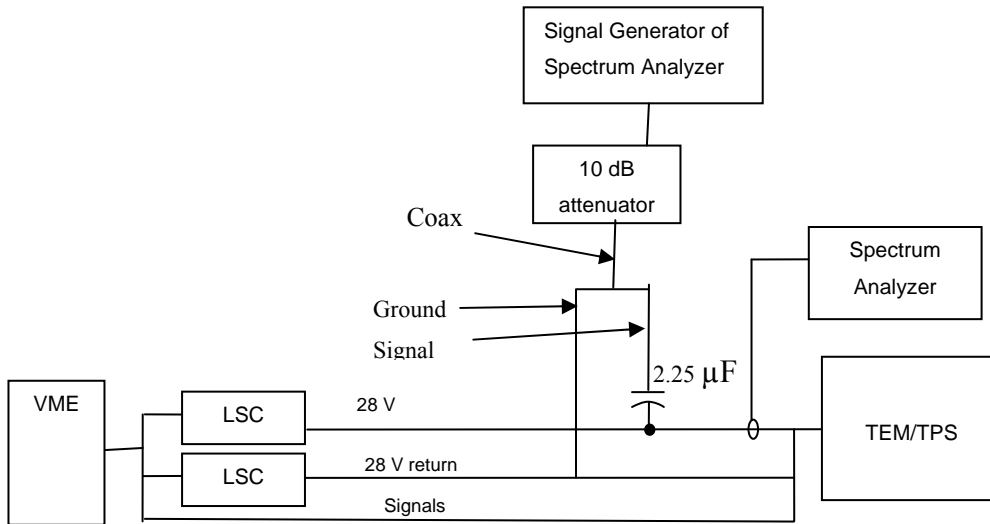 Signal Generator of
Spectrum Analyzer
10 dB
attenuator
Coax
Spectrum
Analyzer
Ground
Signal
2.25 µF
VME
LSC
28 V
TEM/TPS
LSC
28 V return
Signals